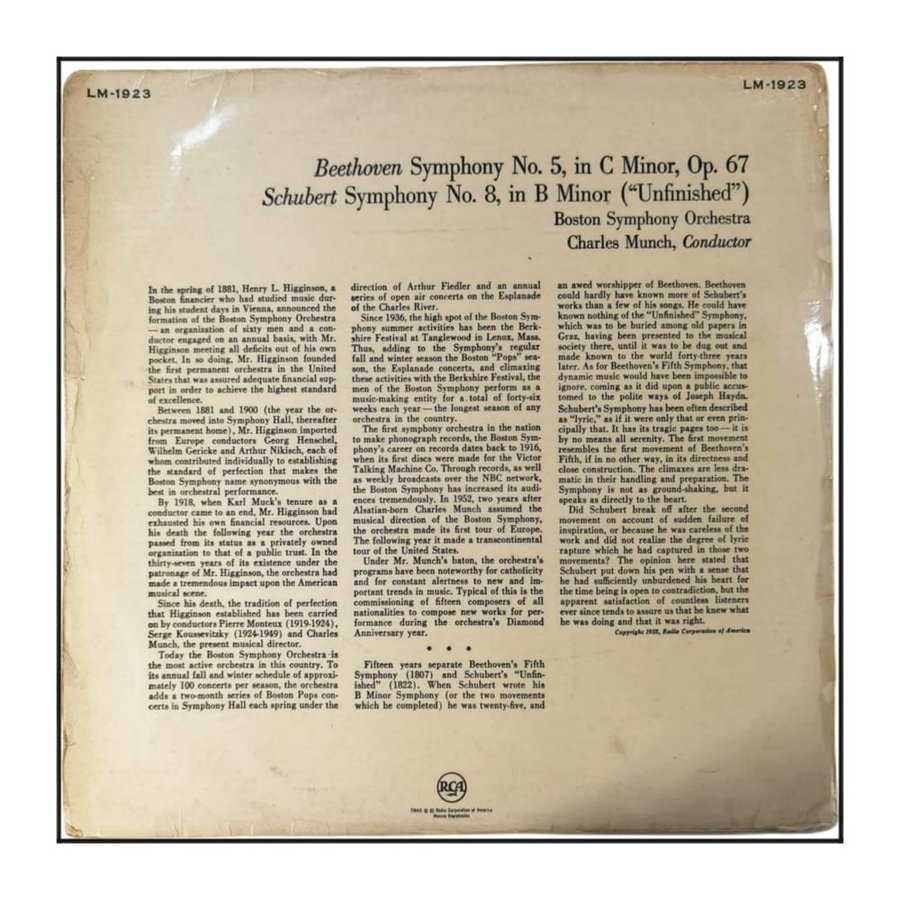 LM-1923
LM-1923
Beethoven Symphony No. 5, in C Minor, Op. 67
Schubert Symphony No. 8, in B Minor (“Unfinished”)
Boston Symphony Orchestra
Charles Munch, Conductor
In the spring of 1881, Henry L. Higginson, a
Boston financier who had studied music dur-
ing his student days in Vienna, announced the
formation of the Boston Symphony Orchestra
—an organization of sixty men and a con-
ductor engaged on an annual basis, with Mr.
Higginson meeting all deficits out of his own
pocket. In so doing, Mr. Higginson founded
the first permanent orchestra in the United
States that was assured adequate financial sup-
port in order to achieve the highest standard
of excellence.
Between 1881 and 1900 (the year the or-
chestra moved into Symphony Hall, thereafter
its permanent home), Mr. Higginson imported
from Europe conductors Georg Henschel,
Wilhelm Gericke and Arthur Nikisch, each of
whom contributed individually to establishing
the standard of perfection that makes the
Boston Symphony name synonymous with the
best in orchestral performance.
By 1918, when Karl Muck's tenure as a
conductor came to an end, Mr. Higginson had
exhausted his own financial resources. Upon
his death the following year the orchestra
passed from its status as a privately owned
organization to that of a public trust. In the
thirty-seven years of its existence under the
patronage of Mr. Higginson, the orchestra had
made a tremendous impact upon the American
musical scene.
Since his death, the tradition of perfection
that Higginson established has been carried
on by conductors Pierre Monteux (1919-1924),
Serge Koussevitzky (1924-1949) and Charles
Munch, the present musical director.
Today the Boston Symphony Orchestra is
the most active orchestra in this country. To
its annual fall and winter schedule of approxi-
mately 100 concerts per season, the orchestra
adds a two-month series of Boston Pops con-
certs in Symphony Hall each spring under the
direction of Arthur Fiedler and an annual
series of open air concerts on the Esplanade
of the Charles River.
Since 1936, the high spot of the Boston Sym-
phony summer activities has been the Berk-
shire Festival at Tanglewood in Lenox, Mass.
Thus, adding to the Symphony's regular
fall and winter season the Boston “Pops” sea-
son, the Esplanade concerts, and climaxing
these activities with the Berkshire Festival, the
men of the Boston Symphony perform as a
music-making entity for a total of forty-six
weeks each year—the longest season of any
orchestra in the country.
The first symphony orchestra in the nation
to make phonograph records, the Boston Sym-
phony's career on records dates back to 1916,
when its first discs were made for the Victor
Talking Machine Co. Through records, as well
as weekly broadcasts over the NBC network,
the Boston Symphony has increased its audi-
ences tremendously. In 1952, two years after
Alsatian-born Charles Munch assumed the
musical direction of the Boston Symphony,
the orchestra made its first tour of Europe.
The following year it made a transcontinental
tour of the United States.
Under Mr. Munch's baton, the orchestra's
programs have been noteworthy for catholicity
and for constant alertness to new and im-
portant trends in music. Typical of this is the
commissioning of fifteen composers of all
nationalities to compose new works for per-
formance during the orchestra's Diamond
Anniversary year.
• • •
Fifteen years separate Beethoven's Fifth
Symphony (1807) and Schubert's “Unfin-
ished” (1822). When Schubert wrote his
B Minor Symphony (or the two movements
which he completed) he was twenty-five, and
an awed worshipper of Beethoven. Beethoven
could hardly have known more of Schubert's
works than a few of his songs. He could have
known nothing of the “Unfinished” Symphony,
which was to be buried among old papers in
Graz, having been presented to the musical
society there, until it was to be dug out and
made known to the world forty-three years
later. As for Beethoven's Fifth Symphony, that
dynamic music would have been impossible to
ignore, coming as it did upon a public accus-
tomed to the polite ways of Joseph Haydn.
Schubert's Symphony has been often described
as “lyric,” as if it were only that or even prin-
cipally that. It has its tragic pages too—it is
by no means all serenity. The first movement
resembles the first movement of Beethoven's
Fifth, if in no other way, in its directness and
close construction. The climaxes are less dra-
matic in their handling and preparation. The
Symphony is not as ground-shaking, but it
speaks as directly to the heart.
Did Schubert break off after the second
movement on account of sudden failure of
inspiration, or because he was careless of the
work and did not realize the degree of lyric
rapture which he had captured in those two
movements? The opinion here stated that
Schubert put down his pen with a sense that
he had sufficiently unburdened his heart for
the time being is open to contradiction, but the
apparent satisfaction of countless listeners
ever since tends to assure us that he knew what
he was doing and that it was right.
Copyright 1955, Radio Corporation of America
RCA
TMK® ® © Radio Corporation of America
Marcas Registradas